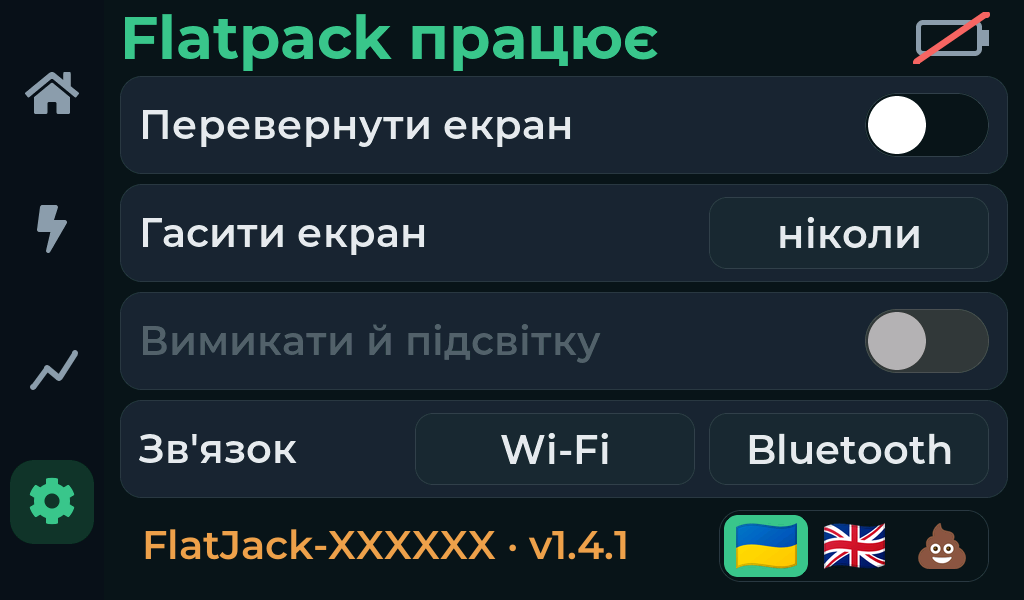 Flatpack працює
Перевернути екран
Гасити екран ніколи
Вимикати й підсвітку
Зв'язок Wi-Fi Bluetooth
FlatJack-XXXXXX · v1.4.1